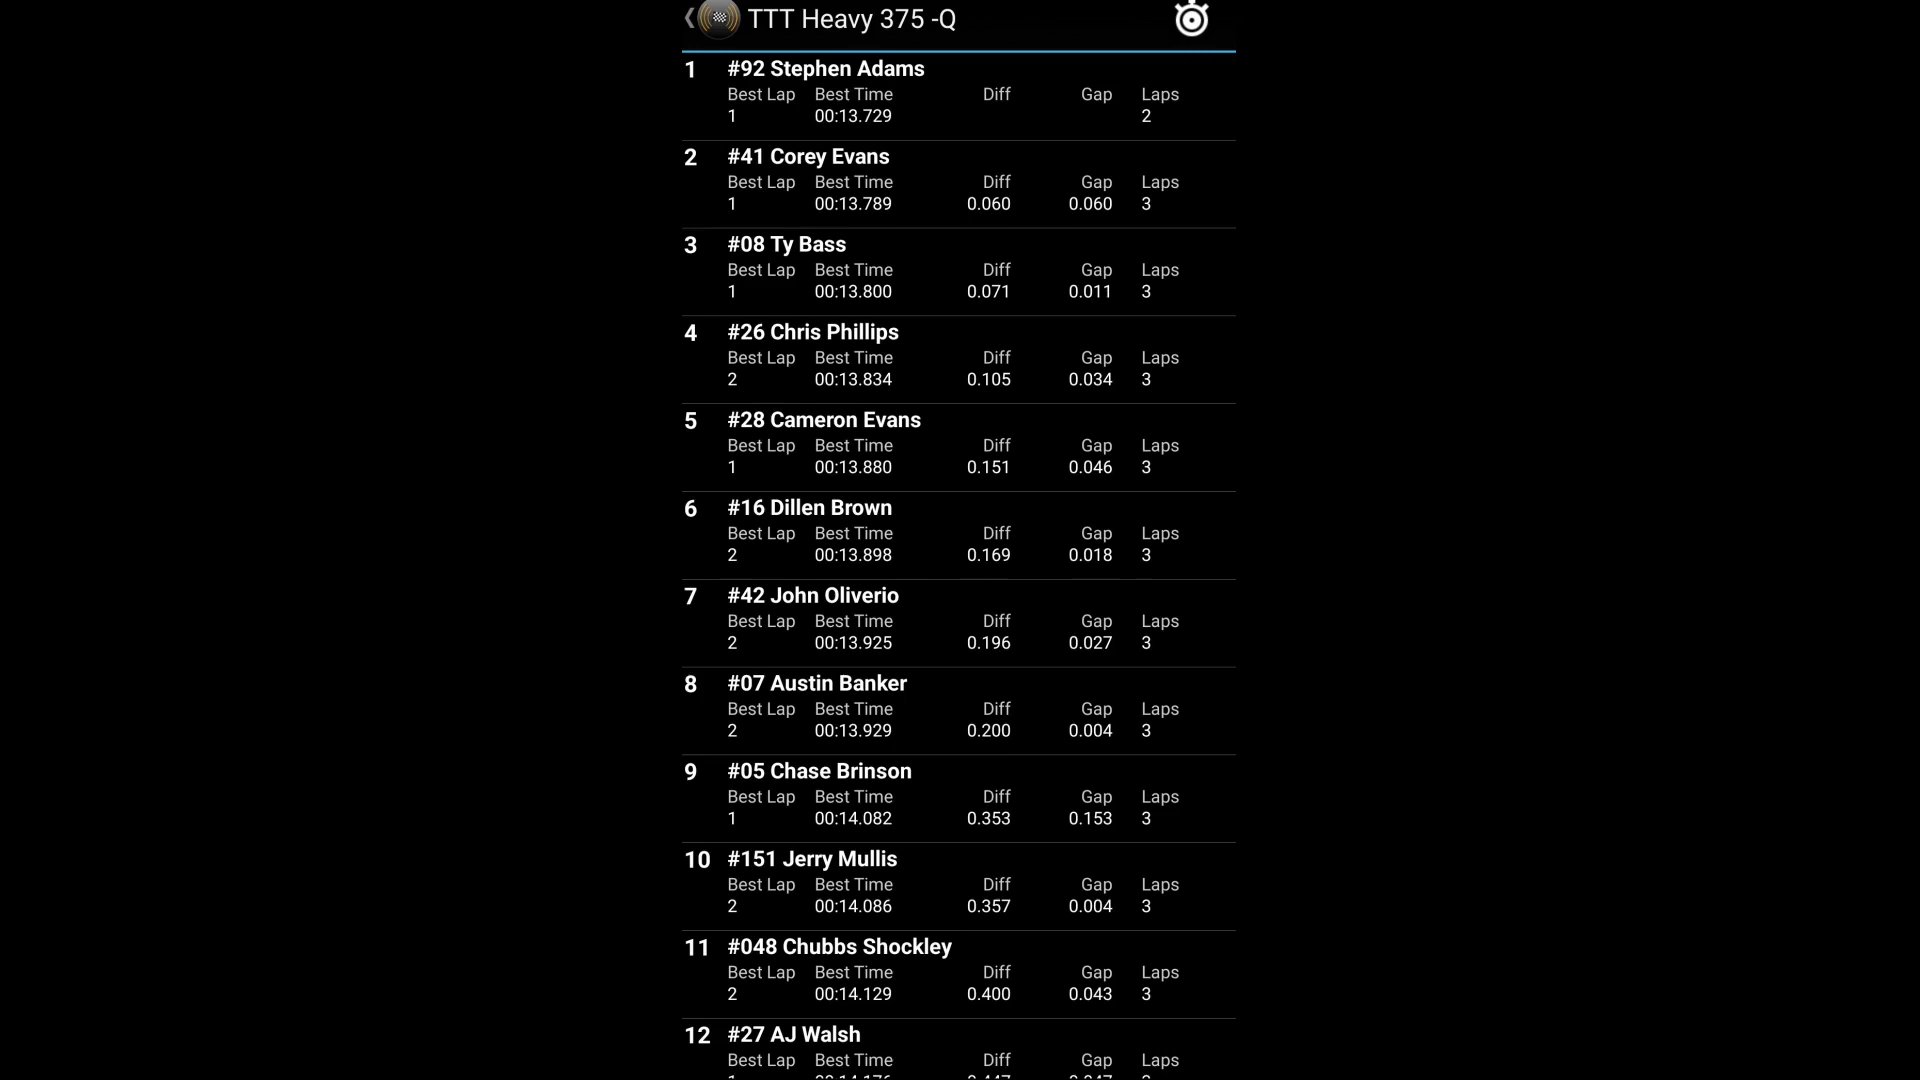 TTT Heavy 375 -Q
1 #92 Stephen Adams
Best Lap Best Time Diff Gap Laps
1 00:13.729 2
2 #41 Corey Evans
Best Lap Best Time Diff Gap Laps
1 00:13.789 0.060 0.060 3
3 #08 Ty Bass
Best Lap Best Time Diff Gap Laps
1 00:13.800 0.071 0.011 3
4 #26 Chris Phillips
Best Lap Best Time Diff Gap Laps
2 00:13.834 0.105 0.034 3
5 #28 Cameron Evans
Best Lap Best Time Diff Gap Laps
1 00:13.880 0.151 0.046 3
6 #16 Dillen Brown
Best Lap Best Time Diff Gap Laps
2 00:13.898 0.169 0.018 3
7 #42 John Oliverio
Best Lap Best Time Diff Gap Laps
2 00:13.925 0.196 0.027 3
8 #07 Austin Banker
Best Lap Best Time Diff Gap Laps
2 00:13.929 0.200 0.004 3
9 #05 Chase Brinson
Best Lap Best Time Diff Gap Laps
1 00:14.082 0.353 0.153 3
10 #151 Jerry Mullis
Best Lap Best Time Diff Gap Laps
2 00:14.086 0.357 0.004 3
11 #048 Chubbs Shockley
Best Lap Best Time Diff Gap Laps
2 00:14.129 0.400 0.043 3
12 #27 AJ Walsh
Best Lap Best Time Diff Gap Laps